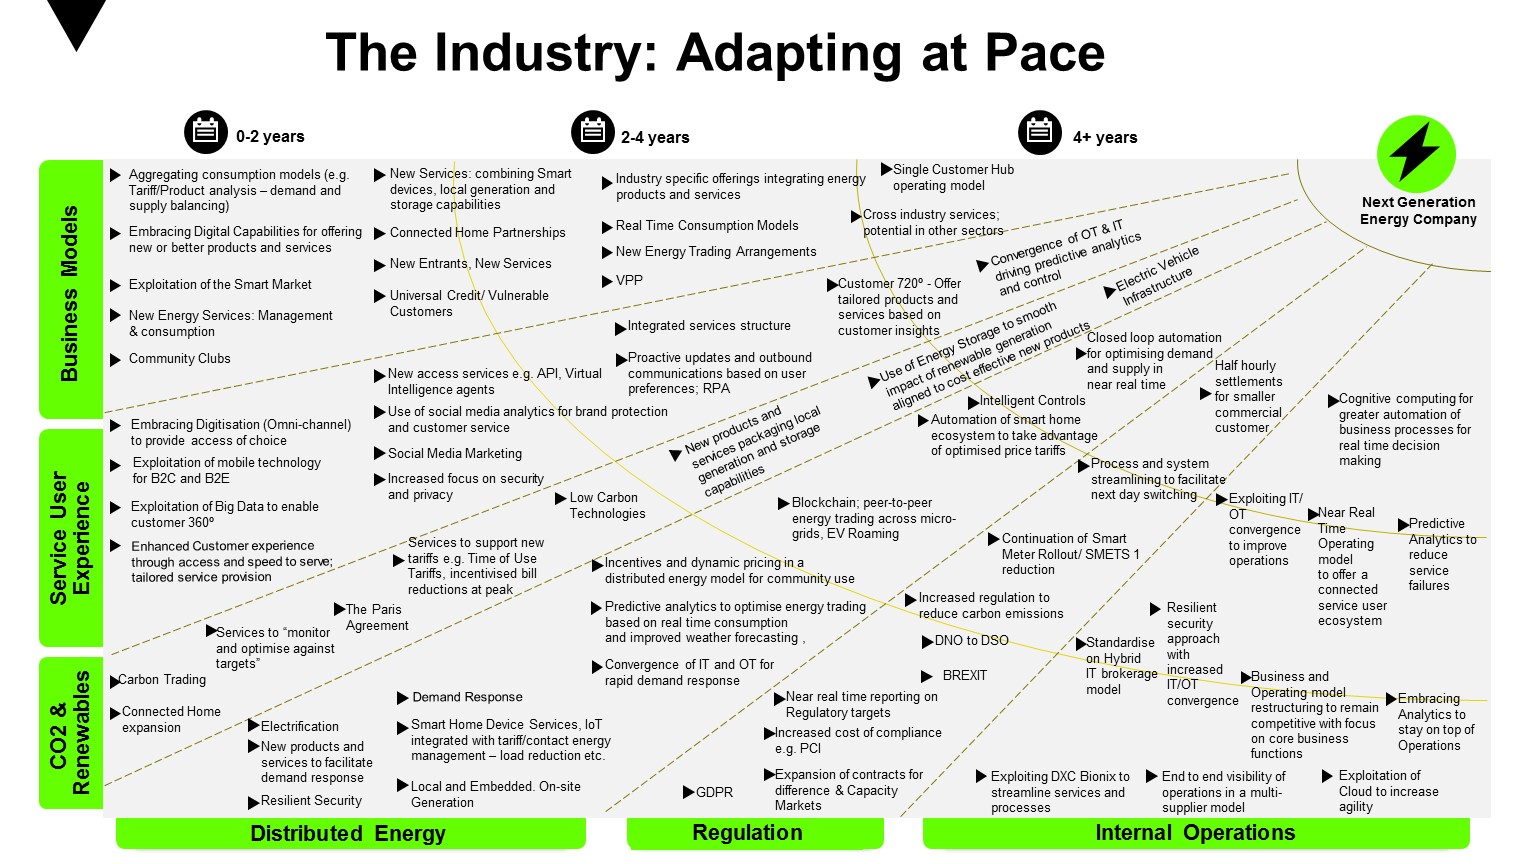 The Industry: Adapting at Pace
0-2 years
2-4 years
4+ years
Next Generation
Energy Company
Business Models
Aggregating consumption models (e.g.
Tariff/Product analysis – demand and
supply balancing)
Embracing Digital Capabilities for offering
new or better products and services
Exploitation of the Smart Market
New Energy Services: Management
& consumption
Community Clubs
New Services: combining Smart
devices, local generation and
storage capabilities
Connected Home Partnerships
New Entrants, New Services
Universal Credit/ Vulnerable
Customers
Industry specific offerings integrating energy
products and services
Real Time Consumption Models
New Energy Trading Arrangements
VPP
Single Customer Hub
operating model
Cross industry services;
potential in other sectors
Service User
Experience
Embracing Digitisation (Omni-channel)
to provide access of choice
Exploitation of mobile technology
for B2C and B2E
Exploitation of Big Data to enable
customer 360º
Enhanced Customer experience
through access and speed to serve;
tailored service provision
New access services e.g. API, Virtual
Intelligence agents
Use of social media analytics for brand protection
and customer service
Social Media Marketing
Increased focus on security
and privacy
Integrated services structure
Proactive updates and outbound
communications based on user
preferences; RPA
Customer 720º - Offer
tailored products and
services based on
customer insights
Convergence of OT & IT
driving predictive analytics
and control
Electric Vehicle
Infrastructure
Use of Energy Storage to smooth
impact of renewable generation
aligned to cost effective new products
New products and
services packaging local
generation and storage
capabilities
Low Carbon
Technologies
Services to support new
tariffs e.g. Time of Use
Tariffs, incentivised bill
reductions at peak
The Paris
Agreement
Services to “monitor
and optimise against
targets”
CO2 &
Renewables
Carbon Trading
Connected Home
expansion
Electrification
New products and
services to facilitate
demand response
Resilient Security
Demand Response
Smart Home Device Services, IoT
integrated with tariff/contact energy
management – load reduction etc.
Local and Embedded. On-site
Generation
Incentives and dynamic pricing in a
distributed energy model for community use
Predictive analytics to optimise energy trading
based on real time consumption
and improved weather forecasting ,
Convergence of IT and OT for
rapid demand response
Blockchain; peer-to-peer
energy trading across micro-
grids, EV Roaming
Closed loop automation
for optimising demand
and supply in
near real time
Intelligent Controls
Automation of smart home
ecosystem to take advantage
of optimised price tariffs
Half hourly
settlements
for smaller
commercial
customer
Cognitive computing for
greater automation of
business processes for
real time decision
making
Process and system
streamlining to facilitate
next day switching
Continuation of Smart
Meter Rollout/ SMETS 1
reduction
Increased regulation to
reduce carbon emissions
DNO to DSO
BREXIT
Near real time reporting on
Regulatory targets
Increased cost of compliance
e.g. PCI
Expansion of contracts for
difference & Capacity
Markets
GDPR
Exploiting IT/
OT
convergence
to improve
operations
Near Real
Time
Operating
model
to offer a
connected
service user
ecosystem
Predictive
Analytics to
reduce
service
failures
Resilient
security
approach
with
increased
IT/OT
convergence
Standardise
on Hybrid
IT brokerage
model
Business and
Operating model
restructuring to remain
competitive with focus
on core business
functions
Embracing
Analytics to
stay on top of
Operations
Exploiting DXC Bionix to
streamline services and
processes
End to end visibility of
operations in a multi-
supplier model
Exploitation of
Cloud to increase
agility
Distributed Energy
Regulation
Internal Operations